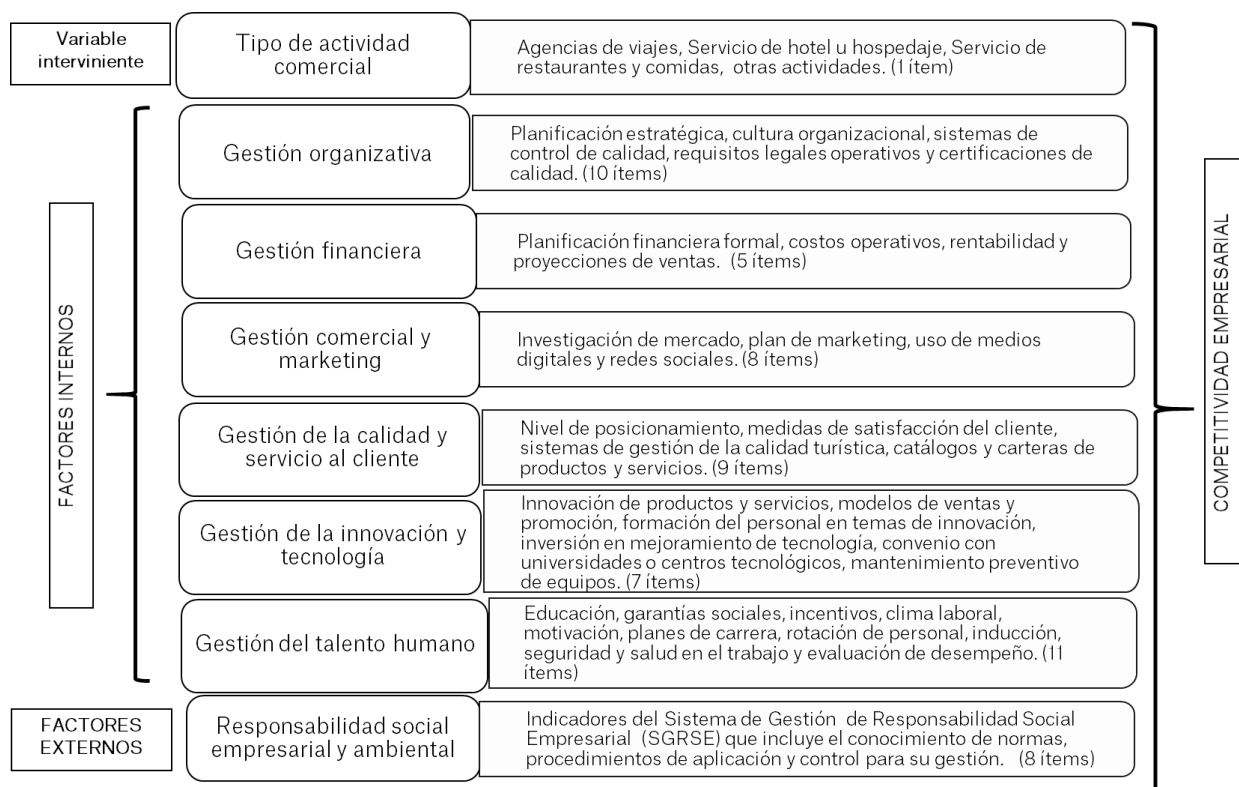 Variable
interviniente
Tipo de actividad
comercial
Agencias de viajes, Servicio de hotel u hospedaje, Servicio de
restaurantes y comidas, otras actividades. (1 ítem)
FACTORES INTERNOS
Gestión organizativa
Planificación estratégica, cultura organizacional, sistemas de
control de calidad, requisitos legales operativos y certificaciones de
calidad. (10 ítems)
Gestión financiera
Planificación financiera formal, costos operativos, rentabilidad y
proyecciones de ventas. (5 ítems)
Gestión comercial y
marketing
Investigación de mercado, plan de marketing, uso de medios
digitales y redes sociales. (8 ítems)
Gestión de la calidad y
servicio al cliente
Nivel de posicionamiento, medidas de satisfacción del cliente,
sistemas de gestión de la calidad turística, catálogos y carteras de
productos y servicios. (9 ítems)
Gestión de la innovación y
tecnología
Innovación de productos y servicios, modelos de ventas y
promoción, formación del personal en temas de innovación,
inversión en mejoramiento de tecnología, convenio con
universidades o centros tecnológicos, mantenimiento preventivo
de equipos. (7 ítems)
Gestión del talento humano
Educación, garantías sociales, incentivos, clima laboral,
motivación, planes de carrera, rotación de personal, inducción,
seguridad y salud en el trabajo y evaluación de desempeño. (11
ítems)
FACTORES
EXTERNOS
Responsabilidad social
empresarial y ambiental
Indicadores del Sistema de Gestión de Responsabilidad Social
Empresarial (SGRSE) que incluye el conocimiento de normas,
procedimientos de aplicación y control para su gestión. (8 ítems)
COMPETITIVIDAD EMPRESARIAL